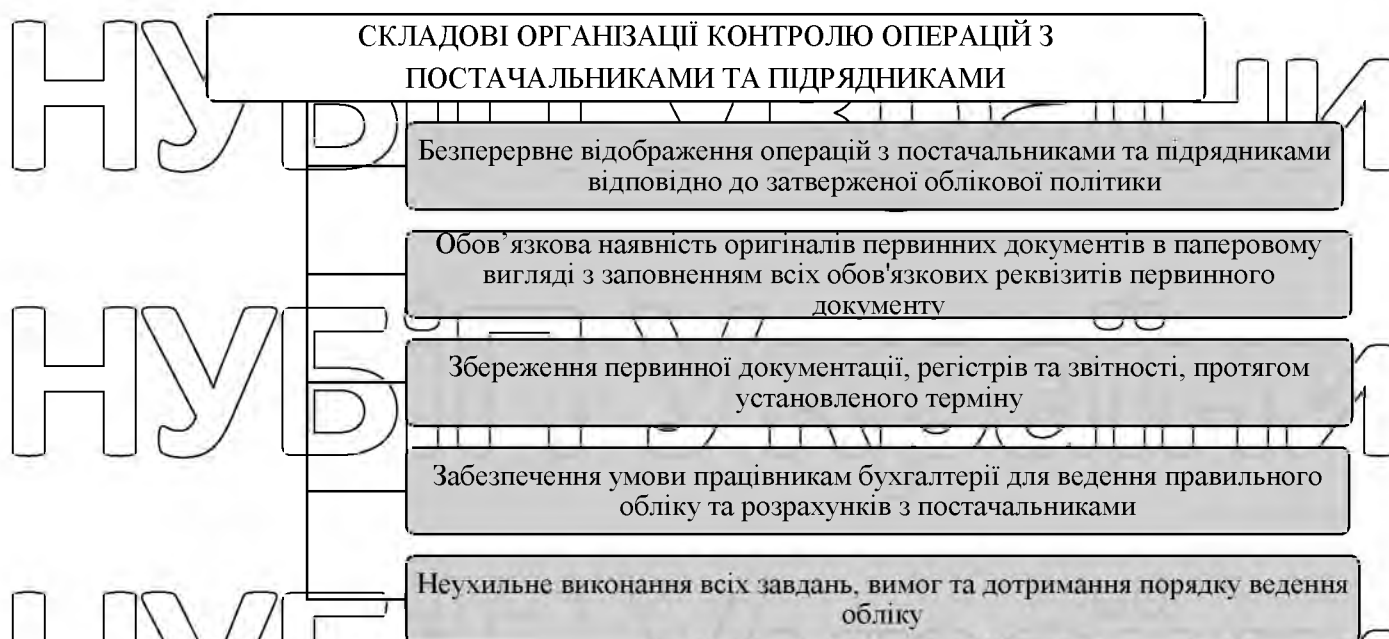 СКЛАДОВІ ОРГАНІЗАЦІЇ КОНТРОЛЮ ОПЕРАЦІЙ З
ПОСТАЧАЛЬНИКАМИ ТА ПІДРЯДНИКАМИ
Безперервне відображення операцій з постачальниками та підрядниками
відповідно до затверженої облікової політики
Обов’язкова наявність оригіналів первинних документів в паперовому
вигляді з заповненням всіх обов'язкових реквізитів первинного
документу
Збереження первинної документації, регістрів та звітності, протягом
установленого терміну
Забезпечення умови працівникам бухгалтерії для ведення правильного
обліку та розрахунків з постачальниками
Неухильне виконання всіх завдань, вимог та дотримання порядку ведення
обліку